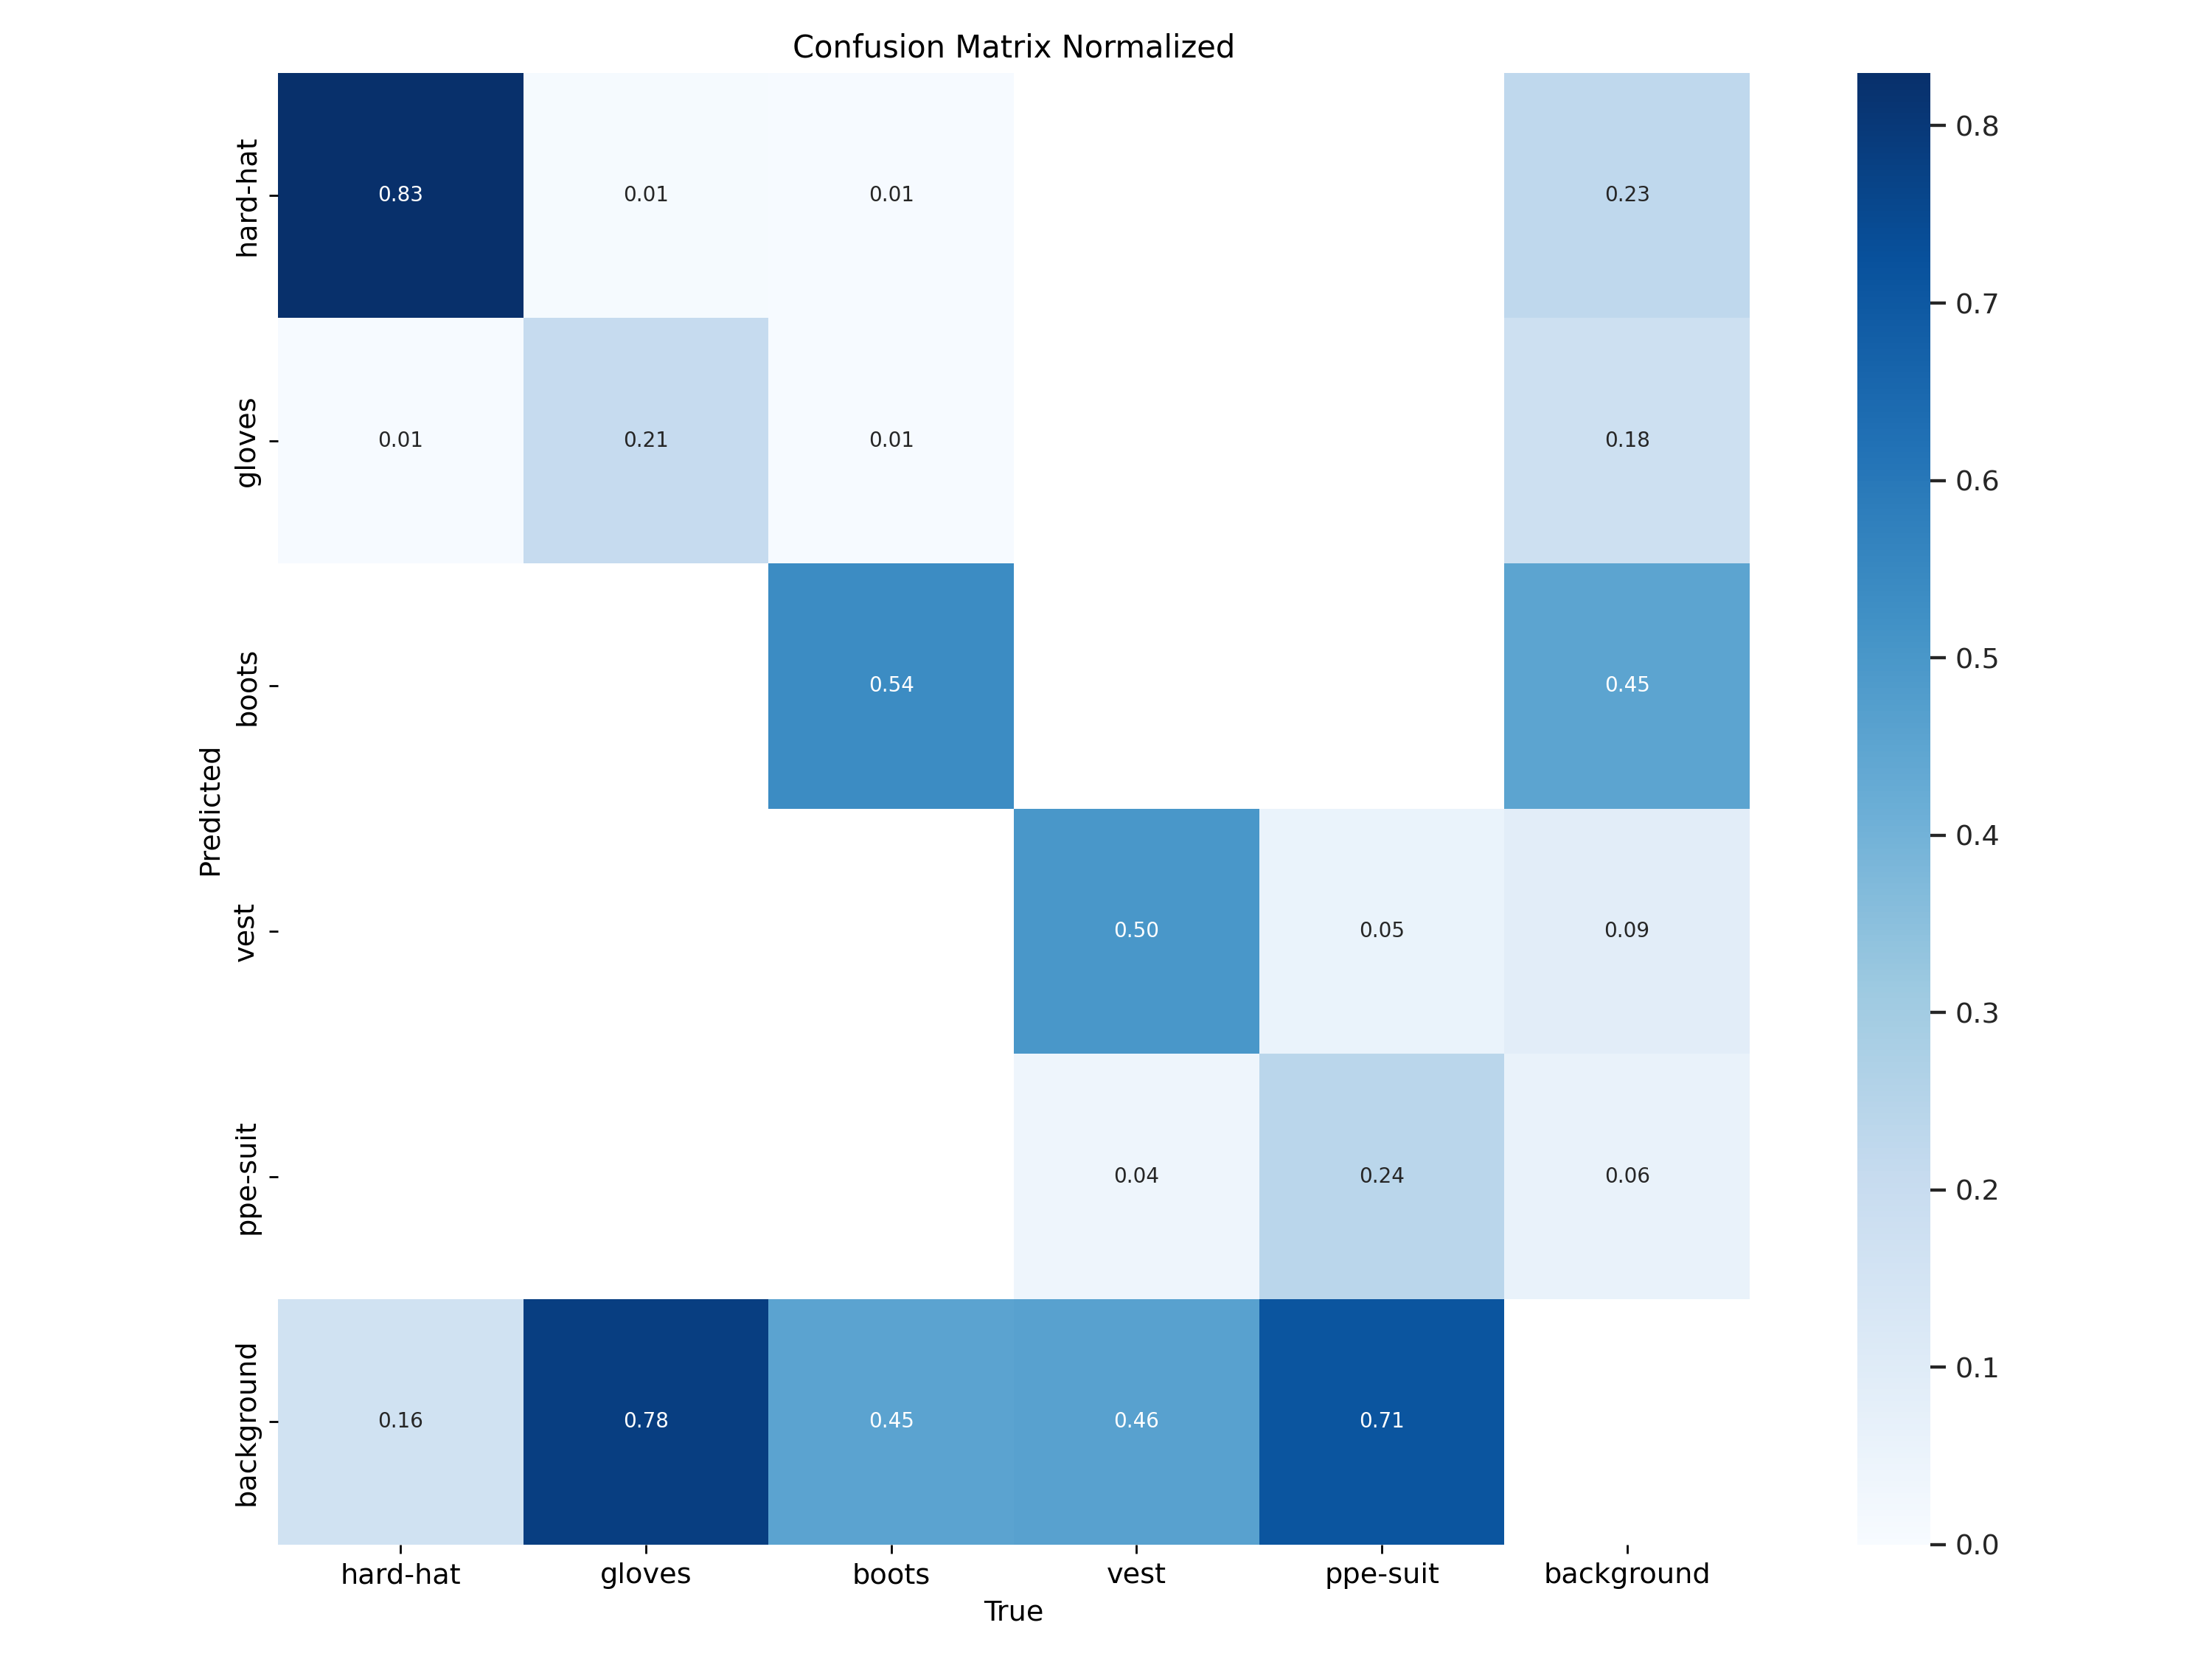 Confusion Matrix Normalized
hard-hat 0.83 0.01 0.01 0.23
gloves 0.01 0.21 0.01 0.18
boots 0.54 0.45
vest 0.50 0.05 0.09
ppe-suit 0.04 0.24 0.06
background 0.16 0.78 0.45 0.46 0.71
Predicted
hard-hat gloves boots vest ppe-suit background
True
0.8
0.7
0.6
0.5
0.4
0.3
0.2
0.1
0.0